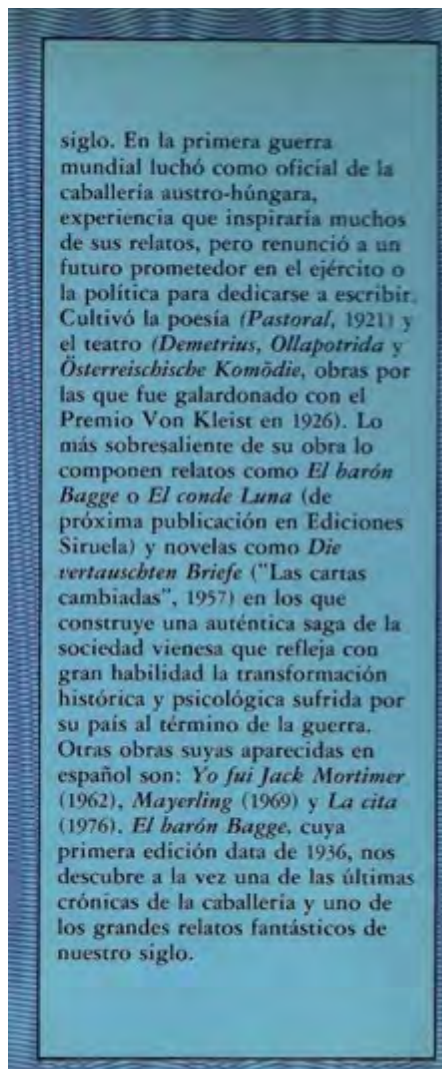 siglo. En la primera guerra
mundial luchó como oficial de la
caballería austro-húngara,
experiencia que inspiraría muchos
de sus relatos, pero renunció a un
futuro prometedor en el ejército o
la política para dedicarse a escribir.
Cultivó la poesía (Pastoral, 1921) y
el teatro (Demetrius, Ollapotrida y
Österreischische Komödie, obras por
las que fue galardonado con el
Premio Von Kleist en 1926). Lo
más sobresaliente de su obra lo
componen relatos como El barón
Bagge o El conde Luna (de
próxima publicación en Ediciones
Siruela) y novelas como Die
vertauschten Briefe ("Las cartas
cambiadas", 1957) en los que
construye una auténtica saga de la
sociedad vienesa que refleja con
gran habilidad la transformación
histórica y psicológica sufrida por
su país al término de la guerra.
Otras obras suyas aparecidas en
español son: Yo fui Jack Mortimer
(1962), Mayerling (1969) y La cita
(1976). El barón Bagge, cuya
primera edición data de 1936, nos
descubre a la vez una de las últimas
crónicas de la caballería y uno de
los grandes relatos fantásticos de
nuestro siglo.